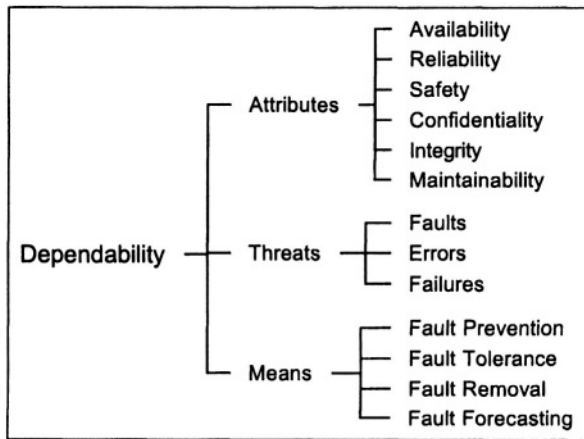 Availability
Reliability
Attributes
Safety
Confidentiality
Integrity
Maintainability
Dependability
Threats
Faults
Errors
Failures
Means
Fault Prevention
Fault Tolerance
Fault Removal
Fault Forecasting